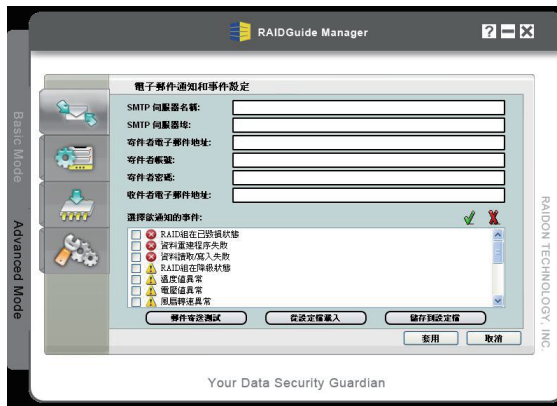 RAIDGuide Manager
Basic Mode
Advanced Mode
電子郵件通知和事件設定
SMTP 伺服器名稱:
SMTP 伺服器埠:
寄件者電子郵件地址:
寄件者帳號:
寄件者密碼:
收件者電子郵件地址:
選擇欲通知的事件:
RAID組在已毀損狀態
資料重建程序失敗
資料讀取/寫入失敗
RAID組在降級狀態
溫度值異常
電壓值異常
風扇轉速異常
郵件寄送測試
從設定檔載入
儲存到設定檔
套用
取消
RAIDON TECHNOLOGY, INC.
Your Data Security Guardian